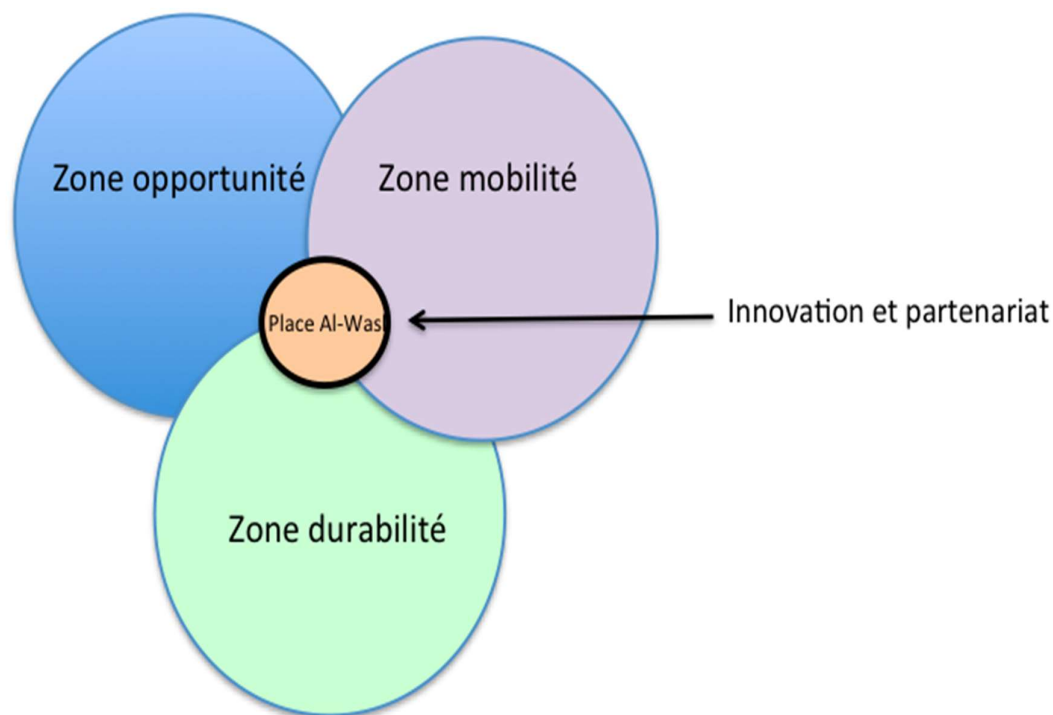 Zone opportunité
Zone mobilité
Innovation et partenariat
Place Al-Wasl
Zone durabilité